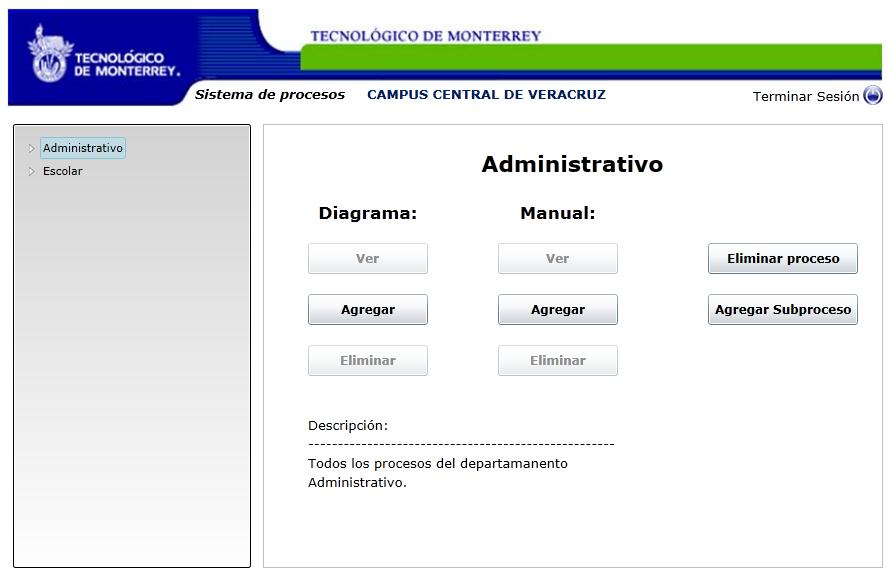 TECNOLÓGICO DE MONTERREY
TECNOLÓGICO
DE MONTERREY.
Sistema de procesos CAMPUS CENTRAL DE VERACRUZ Terminar Sesión
Administrativo
Escolar
Administrativo
Diagrama: Manual:
Ver Ver Eliminar proceso
Agregar Agregar Agregar Subproceso
Eliminar Eliminar
Descripción:
----------------------------------------------------
Todos los procesos del departamanento
Administrativo.